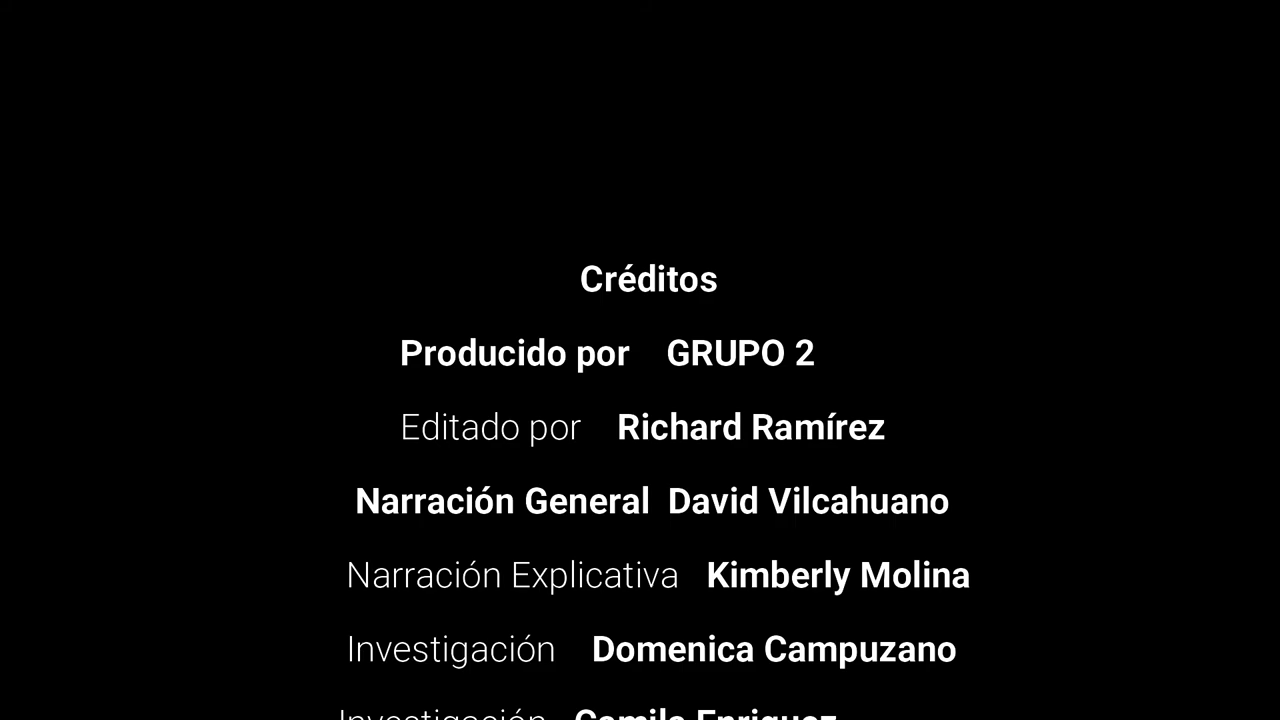 Créditos
Producido por GRUPO 2
Editado por Richard Ramírez
Narración General David Vilcahuano
Narración Explicativa Kimberly Molina
Investigación Domenica Campuzano
Investigación